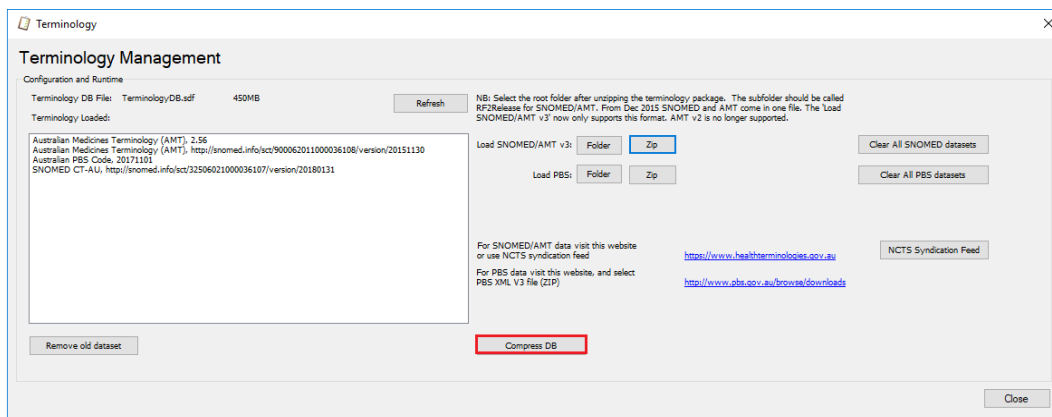 Terminology
Terminology Management
Configuration and Runtime
Terminology DB File: TerminologyDB.sdf 450MB
Refresh
Terminology Loaded:
Australian Medicines Terminology (AMT), 2.56
Australian Medicines Terminology (AMT), http://snomed.info/sct/900062011000036108/version/20151130
Australian PBS Code, 20171101
SNOMED CT-AU, http://snomed.info/sct/32506021000036107/version/20180131
Remove old dataset
NB: Select the root folder after unzipping the terminology package. The subfolder should be called
RF2Release for SNOMED/AMT. From Dec 2015 SNOMED and AMT come in one file. The 'Load
SNOMED/AMT v3' now only supports this format. AMT v2 is no longer supported.
Load SNOMED/AMT v3: Folder Zip Clear All SNOMED datasets
Load PBS: Folder Zip Clear All PBS datasets
For SNOMED/AMT data visit this website
or use NCTS syndication feed
https://www.healthterminologies.gov.au
NCTS Syndication Feed
For PBS data visit this website, and select
PBS XML V3 file (ZIP)
http://www.pbs.gov.au/browse/downloads
Compress DB
Close